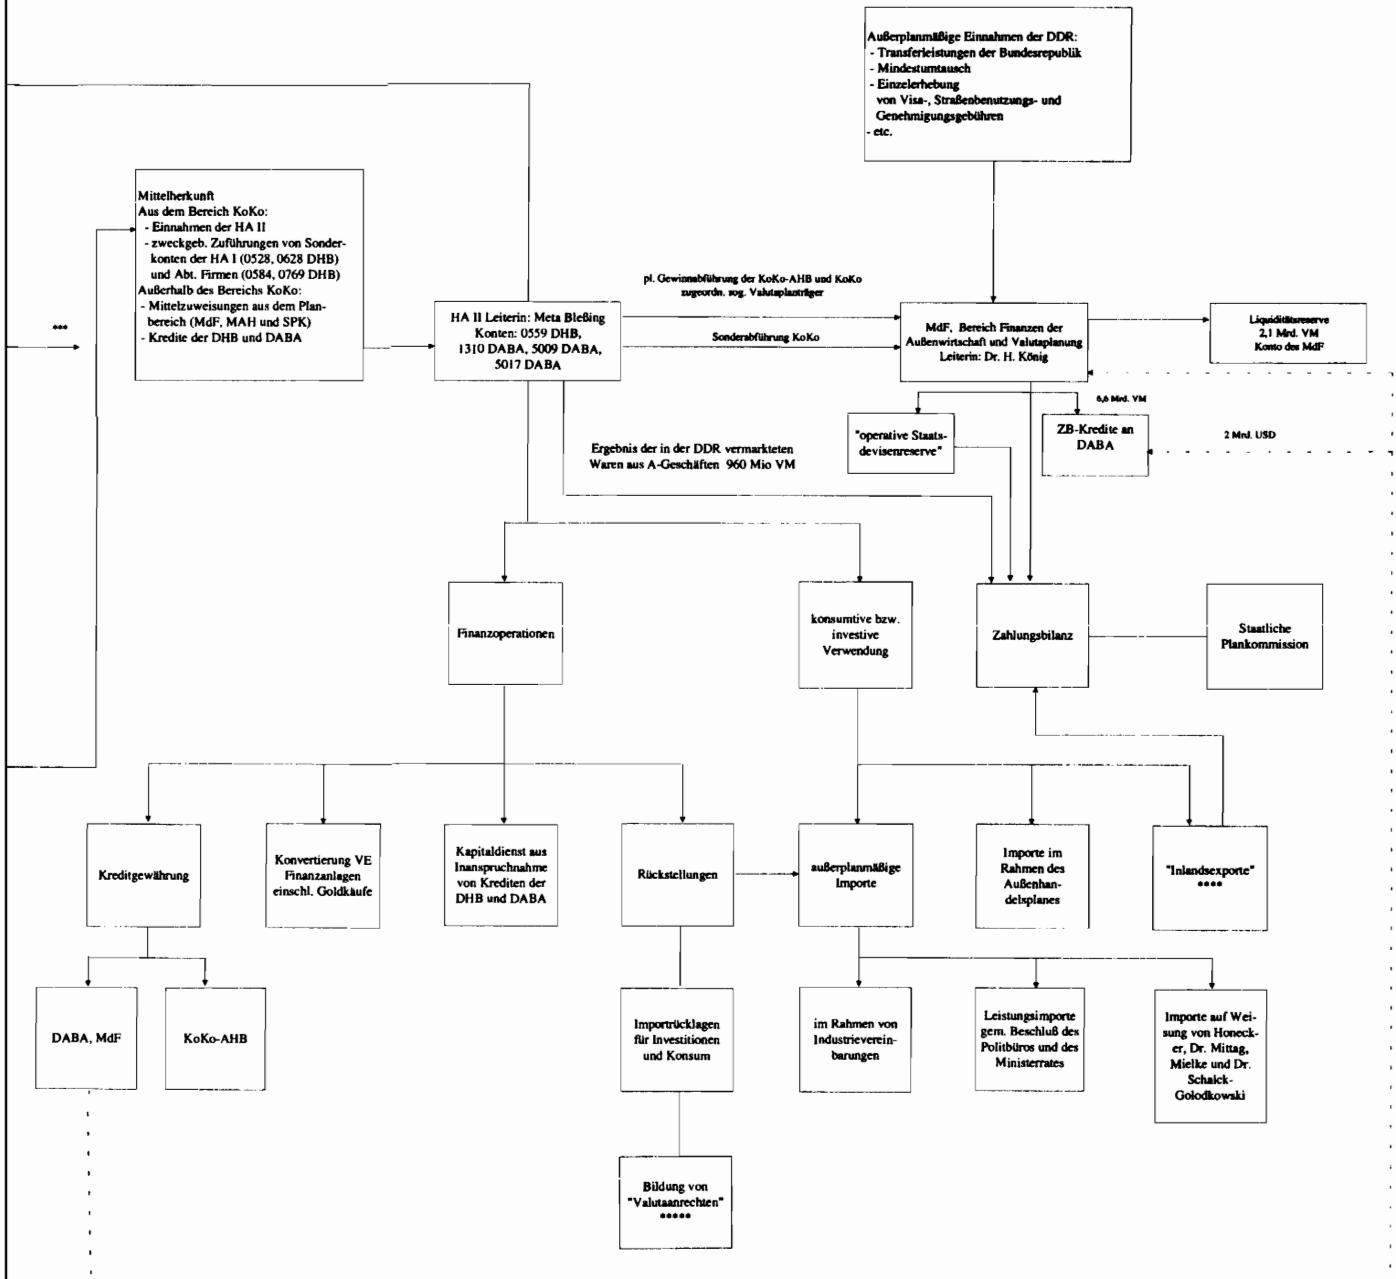 Außerplanmäßige Einnahmen der DDR:
- Transferleistungen der Bundesrepublik
- Mindestumtausch
- Einzelerhebung
von Visa-, Straßenbenutzungs- und
Genehmigungsgebühren
- etc.
Mittelherkunft
Aus dem Bereich KoKo:
- Einnahmen der HA II
- zweckgeb. Zuführungen von Sonder-
konten der HA I (0528, 0628 DHB)
und Abt. Firmen (0584, 0769 DHB)
Außerhalb des Bereichs KoKo:
- Mittelzuweisungen aus dem Plan-
bereich (MdF, MAH und SPK)
- Kredite der DHB und DABA
***
HA II Leiterin: Meta Bleßing
Konten: 0559 DHB,
1310 DABA, 5009 DABA,
5017 DABA
pl. Gewinnabführung der KoKo-AHB und KoKo
zugeordn. sog. Valutaplanträger
Sonderabführung KoKo
MdF, Bereich Finanzen der
Außenwirtschaft und Valutaplanung
Leiterin: Dr. H. König
Liquiditätsreserve
2,1 Mrd. VM
Konto des MdF
6,6 Mrd. VM
"operative Staats-
devisenreserve"
ZB-Kredite an
DABA
2 Mrd. USD
Ergebnis der in der DDR vermarkteten
Waren aus A-Geschäften 960 Mio VM
Finanzoperationen
konsumtive bzw.
investive
Verwendung
Zahlungsbilanz
Staatliche
Plankommission
Kreditgewährung
Konvertierung VE
Finanzanlagen
einschl. Goldkäufe
Kapitaldienst aus
Inanspruchnahme
von Krediten der
DHB und DABA
Rückstellungen
außerplanmäßige
Importe
Importe im
Rahmen des
Außenhan-
delsplanes
"Inlandsexporte"
****
DABA, MdF
KoKo-AHB
Importrücklagen
für Investitionen
und Konsum
im Rahmen von
Industrieverein-
barungen
Leistungsimporte
gem. Beschluß des
Politbüros und des
Ministerrates
Importe auf Wei-
sung von Honeck-
er, Dr. Mittag,
Mielke und Dr.
Schalck-
Golodkowski
Bildung von
"Valutaanrechten"
*****